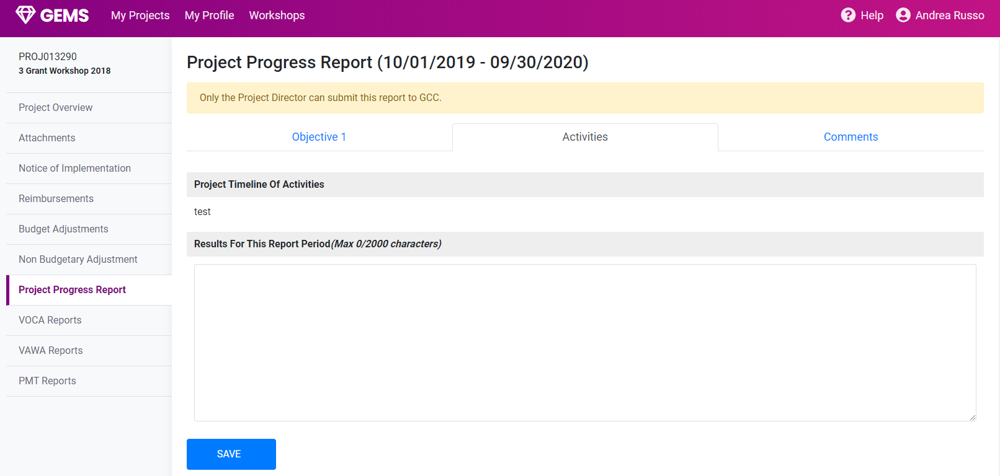 GEMS My Projects My Profile Workshops ? Help Andrea Russo
PROJ013290
3 Grant Workshop 2018
Project Overview
Attachments
Notice of Implementation
Reimbursements
Budget Adjustments
Non Budgetary Adjustment
Project Progress Report
VOCA Reports
VAWA Reports
PMT Reports
Project Progress Report (10/01/2019 - 09/30/2020)
Only the Project Director can submit this report to GCC.
Objective 1 Activities Comments
Project Timeline Of Activities
test
Results For This Report Period(Max 0/2000 characters)
SAVE